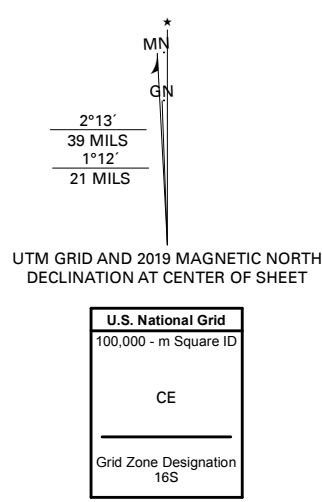 ★
MN
GN
2°13´
39 MILS
1°12´
21 MILS
UTM GRID AND 2019 MAGNETIC NORTH
DECLINATION AT CENTER OF SHEET
U.S. National Grid
100,000 - m Square ID
CE
Grid Zone Designation
16S